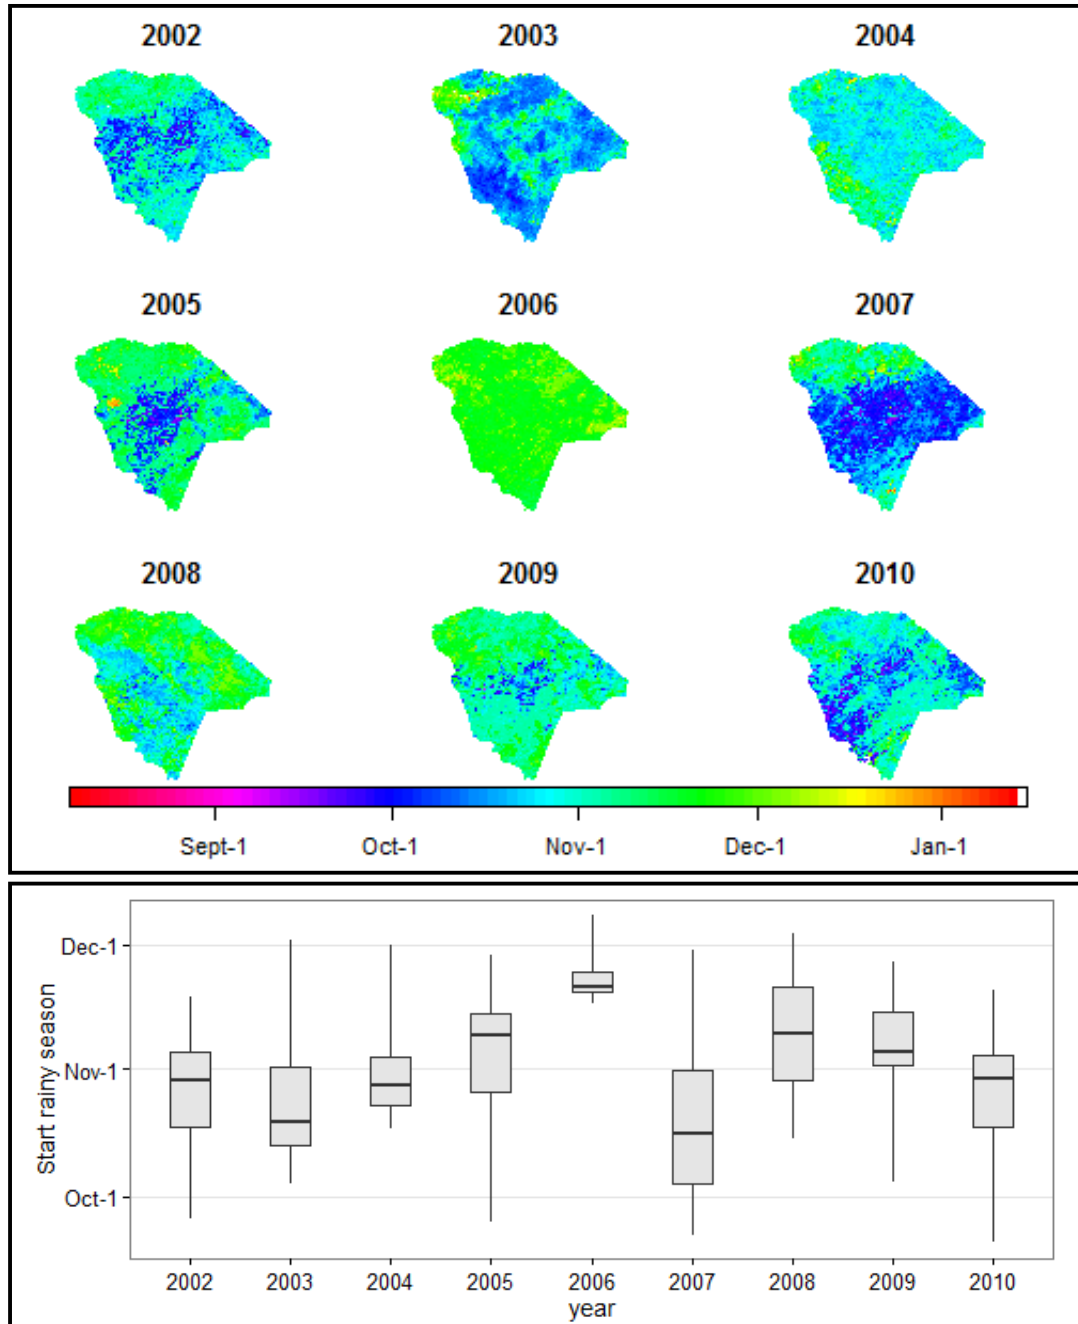 2002 2003 2004
2005 2006 2007
2008 2009 2010
Sept-1 Oct-1 Nov-1 Dec-1 Jan-1
Dec-1
Nov-1
Oct-1
Start rainy season
2002 2003 2004 2005 2006 2007 2008 2009 2010
year